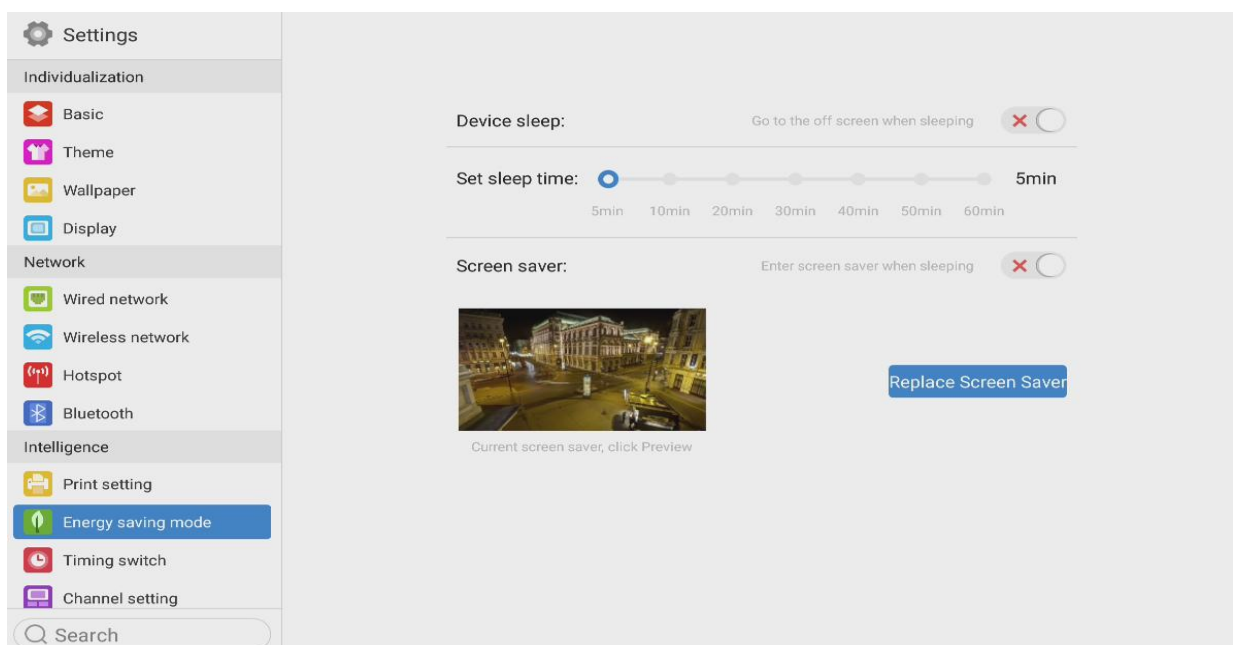 Settings
Individualization
Basic
Theme
Wallpaper
Display
Network
Wired network
Wireless network
Hotspot
Bluetooth
Intelligence
Print setting
Energy saving mode
Timing switch
Channel setting
Search
Device sleep: Go to the off screen when sleeping
Set sleep time: 5min
5min 10min 20min 30min 40min 50min 60min
Screen saver: Enter screen saver when sleeping
Replace Screen Saver
Current screen saver, click Preview